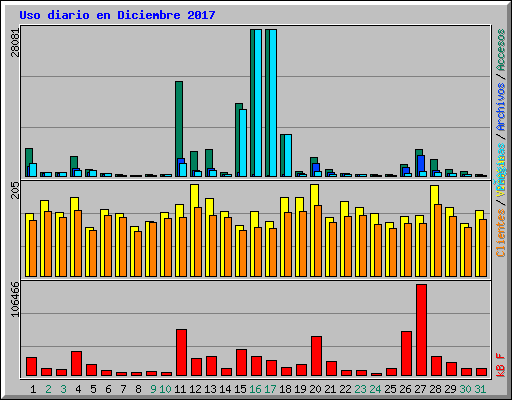 Uso diario en Diciembre 2017
28081
205
106466
Accesos
/
Archivos
/
Clientes
/
kB F
1 2 3 4 5 6 7 8 9 10 11 12 13 14 15 16 17 18 19 20 21 22 23 24 25 26 27 28 29 30 31